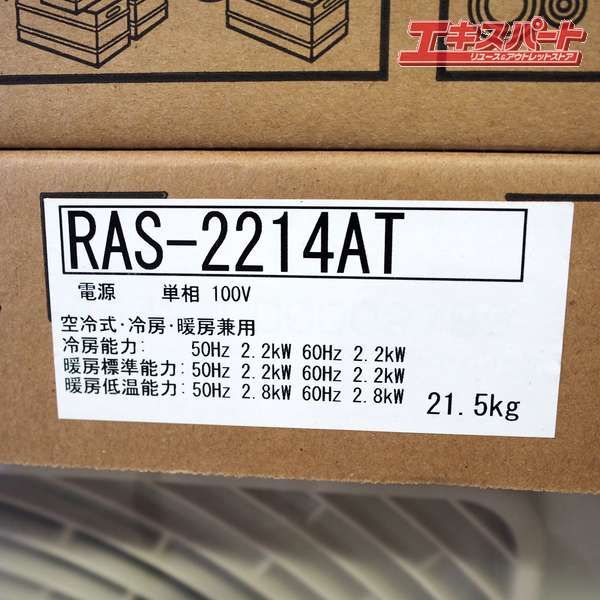 エキスパート
リユース&アウトレットストア
RAS-2214AT
電源 単相 100V
空冷式・冷房・暖房兼用
冷房能力: 50Hz 2.2kW 60Hz 2.2kW
暖房標準能力:50Hz 2.2kW 60Hz 2.2kW
暖房低温能力:50Hz 2.8kW 60Hz 2.8kW 21.5kg